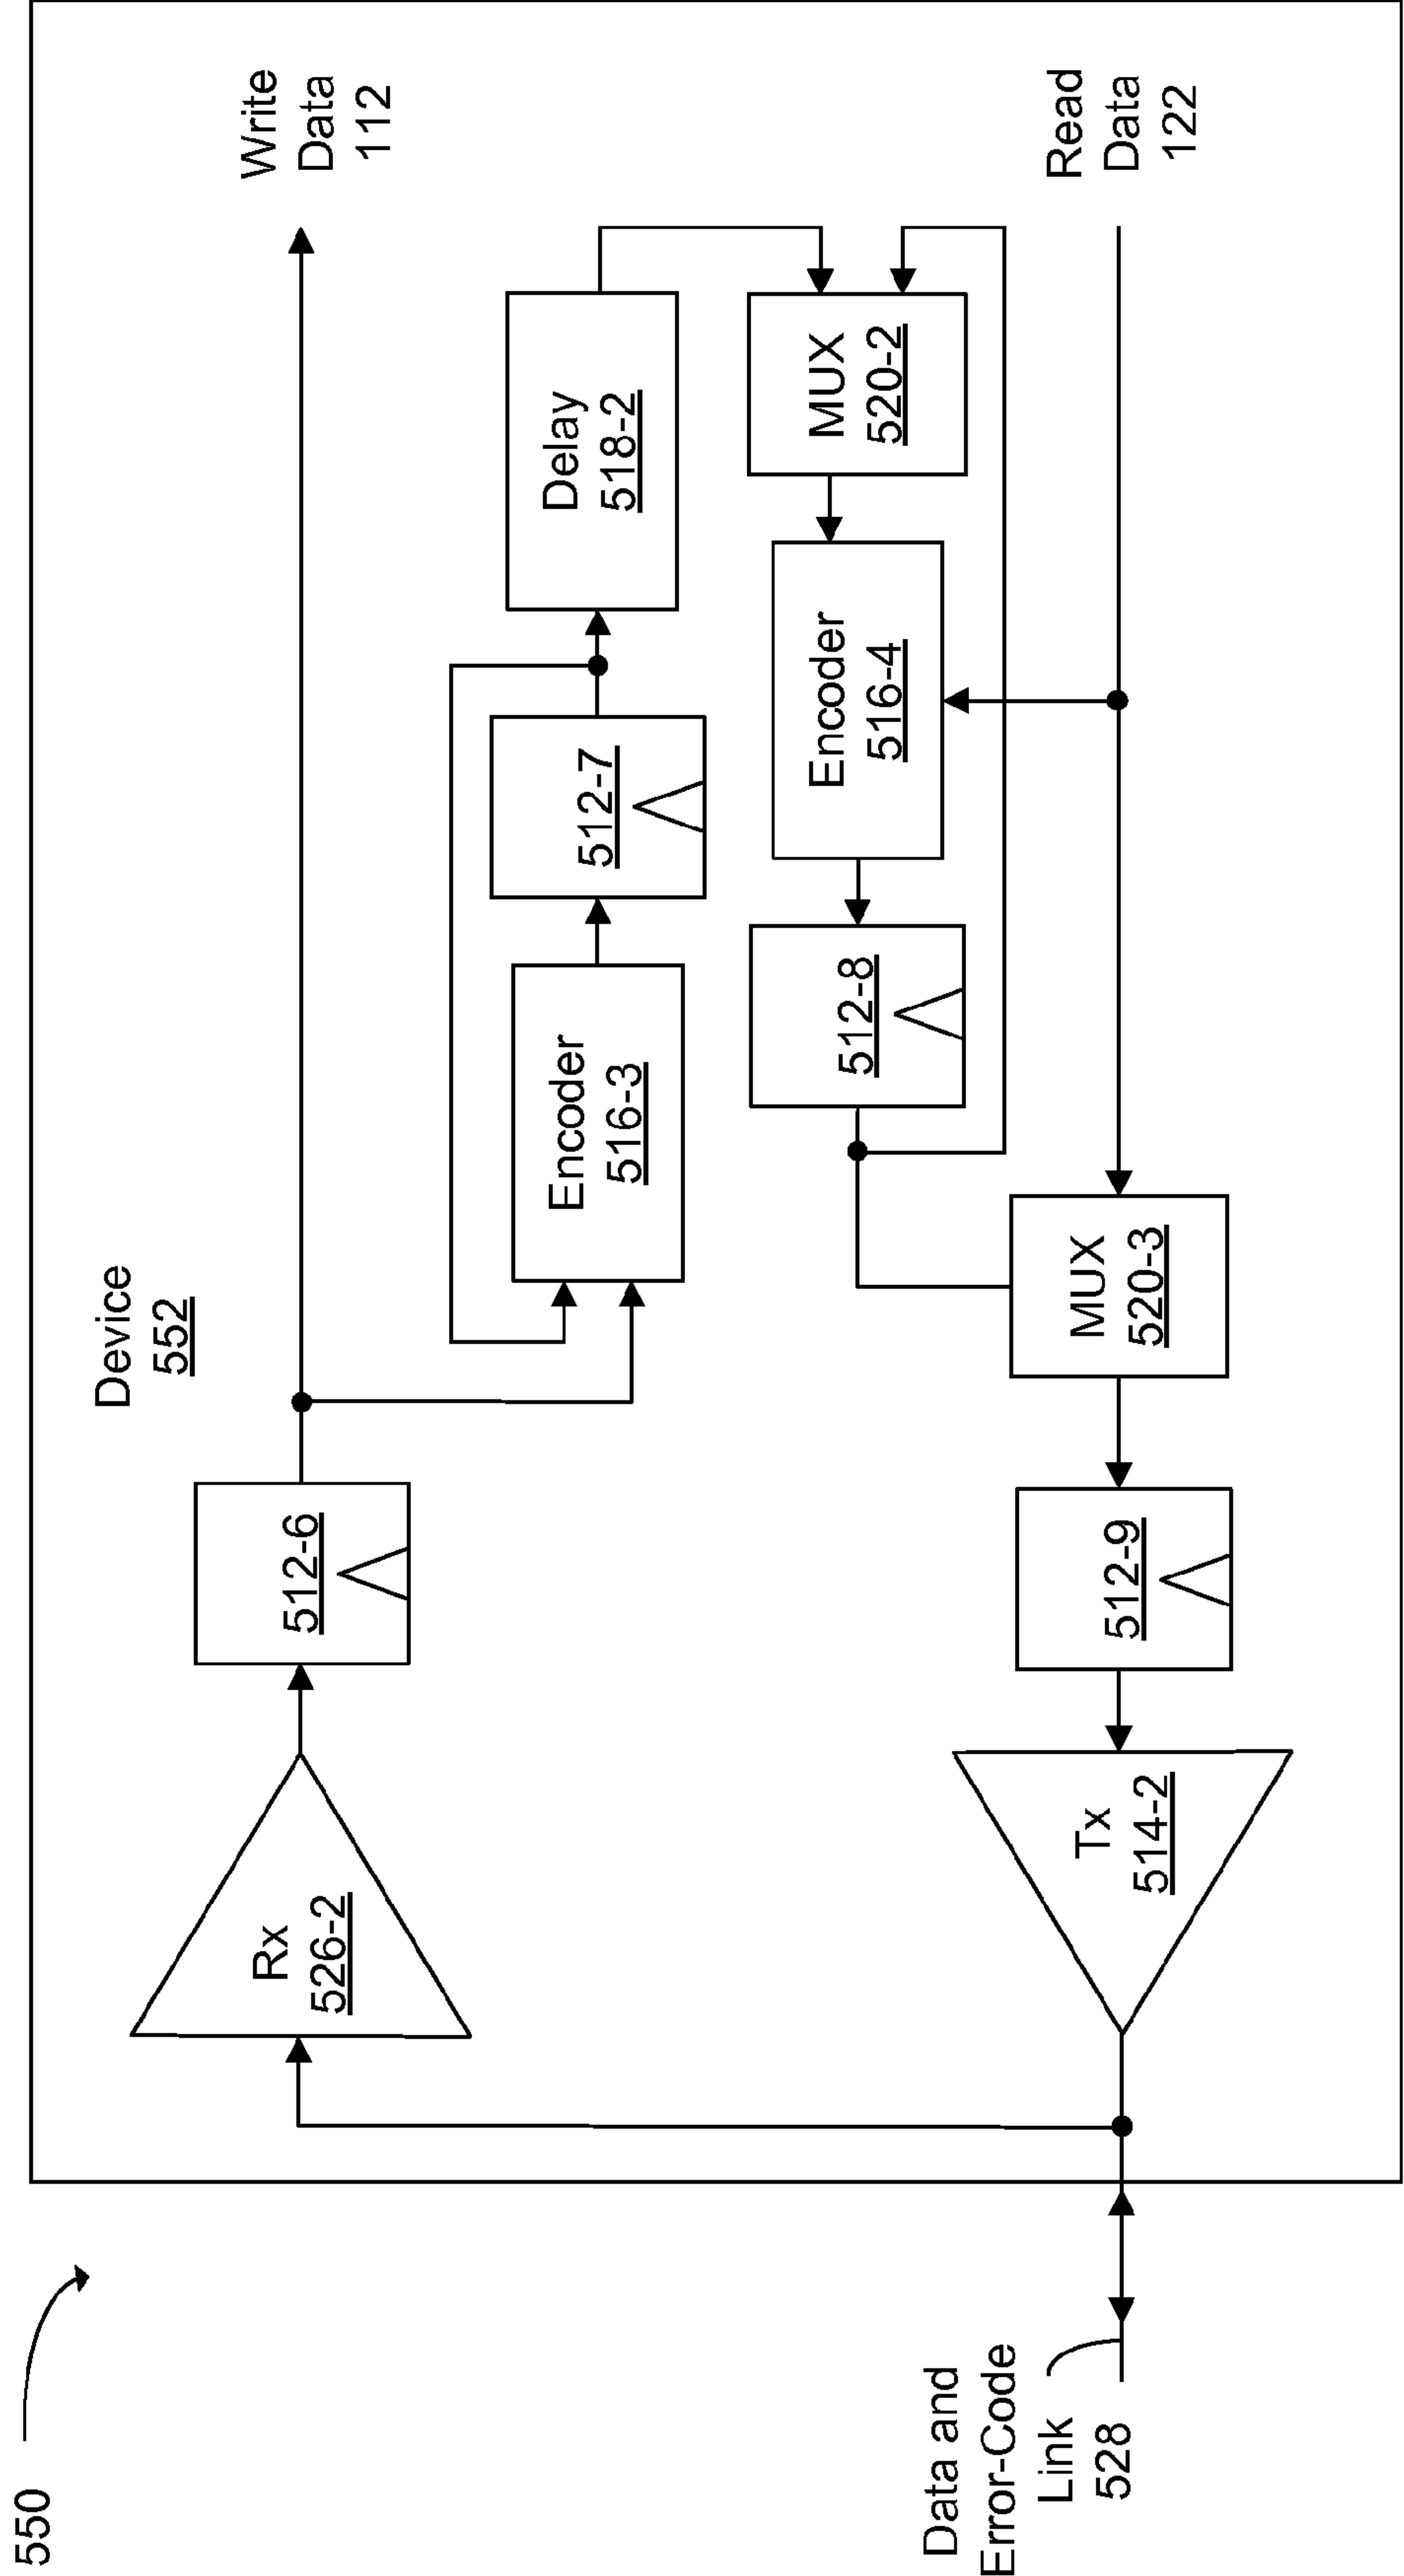 550
Device
552
Write
Data
112
Rx
526-2
512-6
Encoder
516-3
512-7
Delay
518-2
MUX
520-2
Encoder
516-4
512-8
Read
Data
122
MUX
520-3
512-9
Tx
514-2
Data and
Error-Code
Link
528